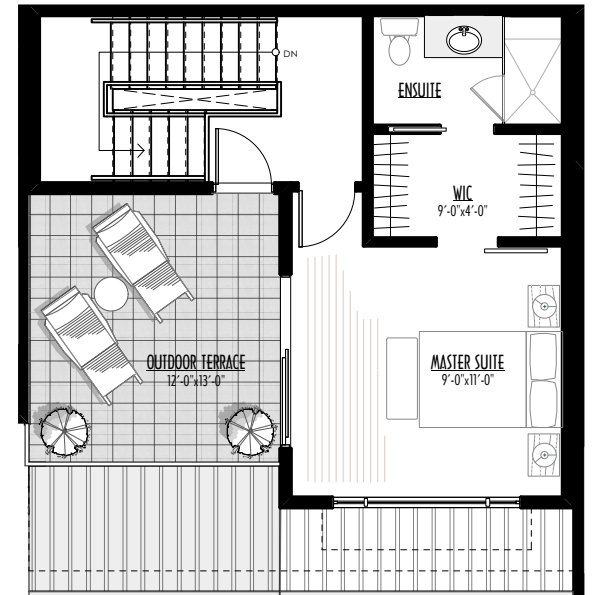 DN
ENSUITE
WIC
9'-0"x4'-0"
OUTDOOR TERRACE
12'-0"x13'-0"
MASTER SUITE
9'-0"x11'-0"